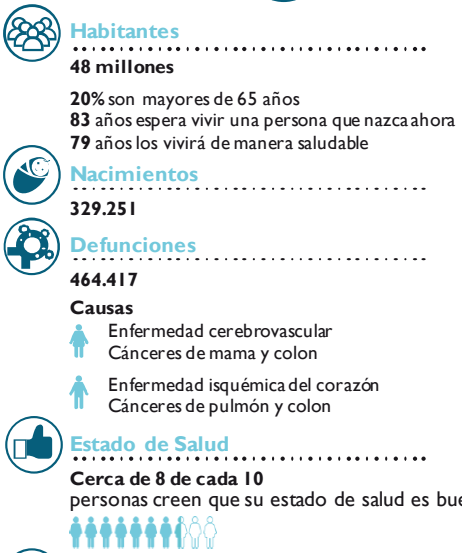 Habitantes
48 millones
20% son mayores de 65 años
83 años espera vivir una persona que nazca ahora
79 años los vivirá de manera saludable
Nacimientos
329.251
Defunciones
464.417
Causas
Enfermedad cerebrovascular
Cánceres de mama y colon
Enfermedad isquémica del corazón
Cánceres de pulmón y colon
Estado de Salud
Cerca de 8 de cada 10
personas creen que su estado de salud es